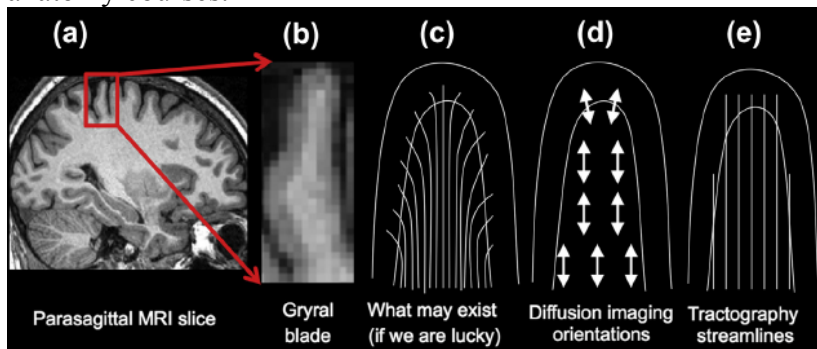 (a) (b) (c) (d) (e)
Parasagittal MRI slice
Gryral
blade
What may exist
(if we are lucky)
Diffusion imaging
orientations
Tractography
streamlines